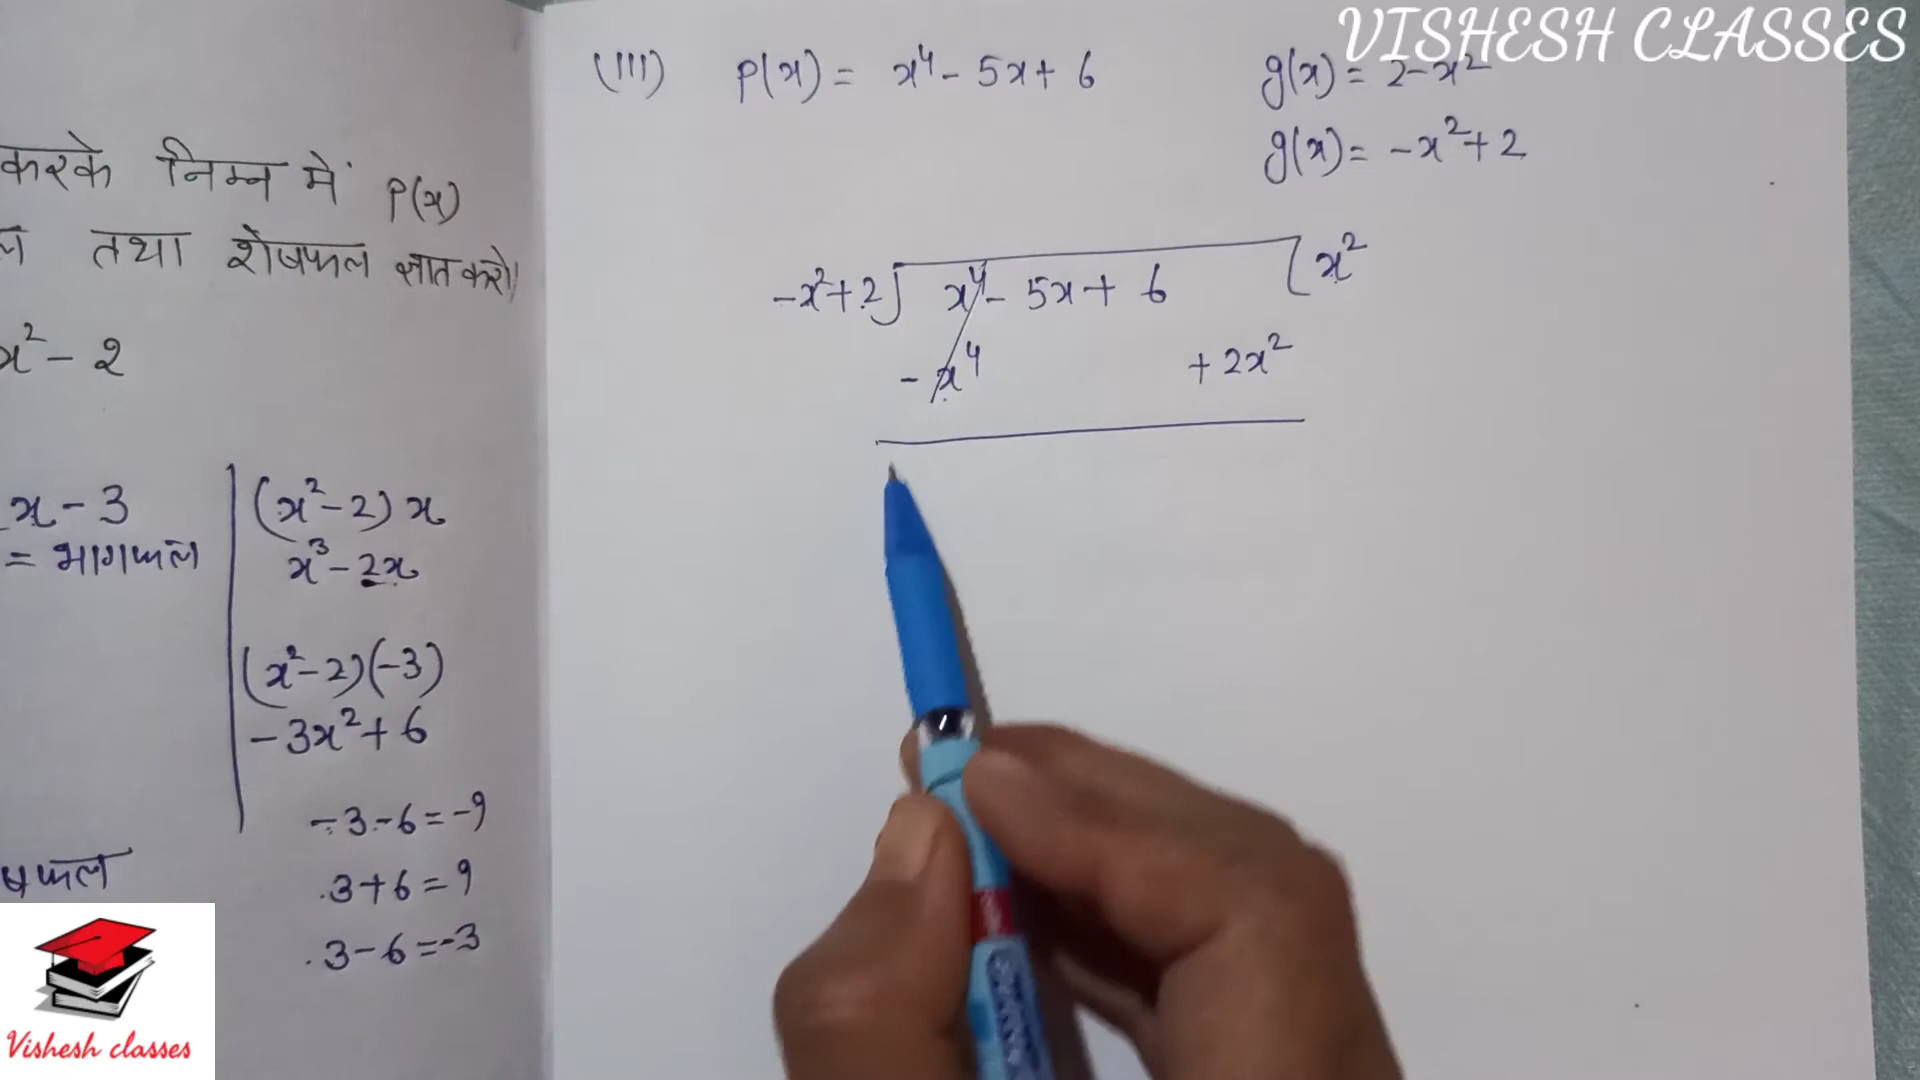 VISHESH CLASSES
करके निम्न में p(x)
तथा शेषफल ज्ञात करो।
x² - 2
x - 3
= भागफल
(x² - 2) x
x³ - 2x
(x² - 2)(-3)
- 3x² + 6
- 3 - 6 = - 9
3 + 6 = 9
3 - 6 = - 3
(III) p(x) = x⁴ - 5x + 6 g(x) = 2 - x²
g(x) = - x² + 2
- x² + 2 ) x⁴ - 5x + 6 ( x²
- x⁴ + 2x²
Vishesh classes